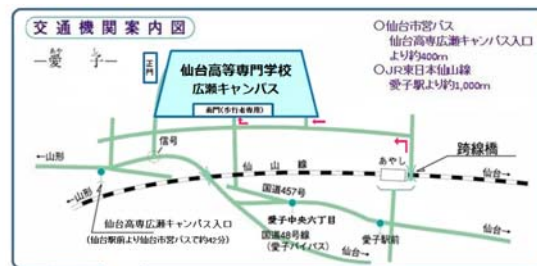 交通機関案内図
○仙台市営バス
仙台高専広瀬キャンパス入口
より約400m
○JR東日本仙山線
愛子駅より約1,000m
あや し
―愛 子―
正門
仙台高等専門学校
広瀬キャンパス
南門(歩行者専用)
信号
←山形
仙山線
あやし
跨線橋
仙台→
←山形
国道457号
仙台高専広瀬キャンパス入口
(仙台駅前より仙台市営バスで約42分)
愛子中央六丁目
国道48号線
(愛子バイパス)
愛子駅前
仙台→
仙台→